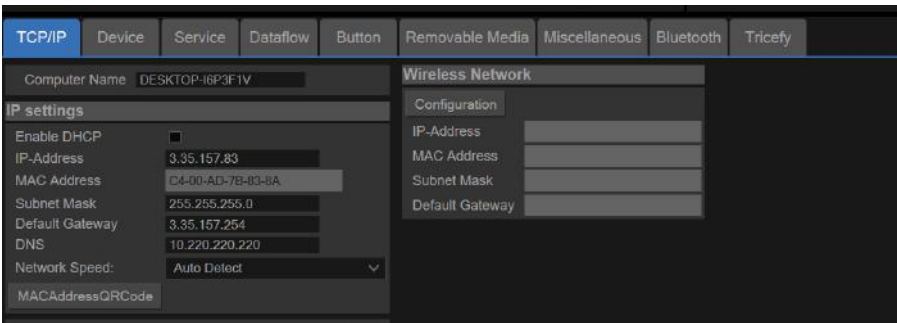 TCP/IP Device Service Dataflow Button Removable Media Miscellaneous Bluetooth Tricefy
Computer Name DESKTOP-I6P3F1V
IP settings
Enable DHCP
IP-Address 3.35.157.83
MAC Address C4-00-AD-7B-83-8A
Subnet Mask 255.255.255.0
Default Gateway 3.35.157.254
DNS 10.220.220.220
Network Speed: Auto Detect
MACAddressQRCode
Wireless Network
Configuration
IP-Address
MAC Address
Subnet Mask
Default Gateway